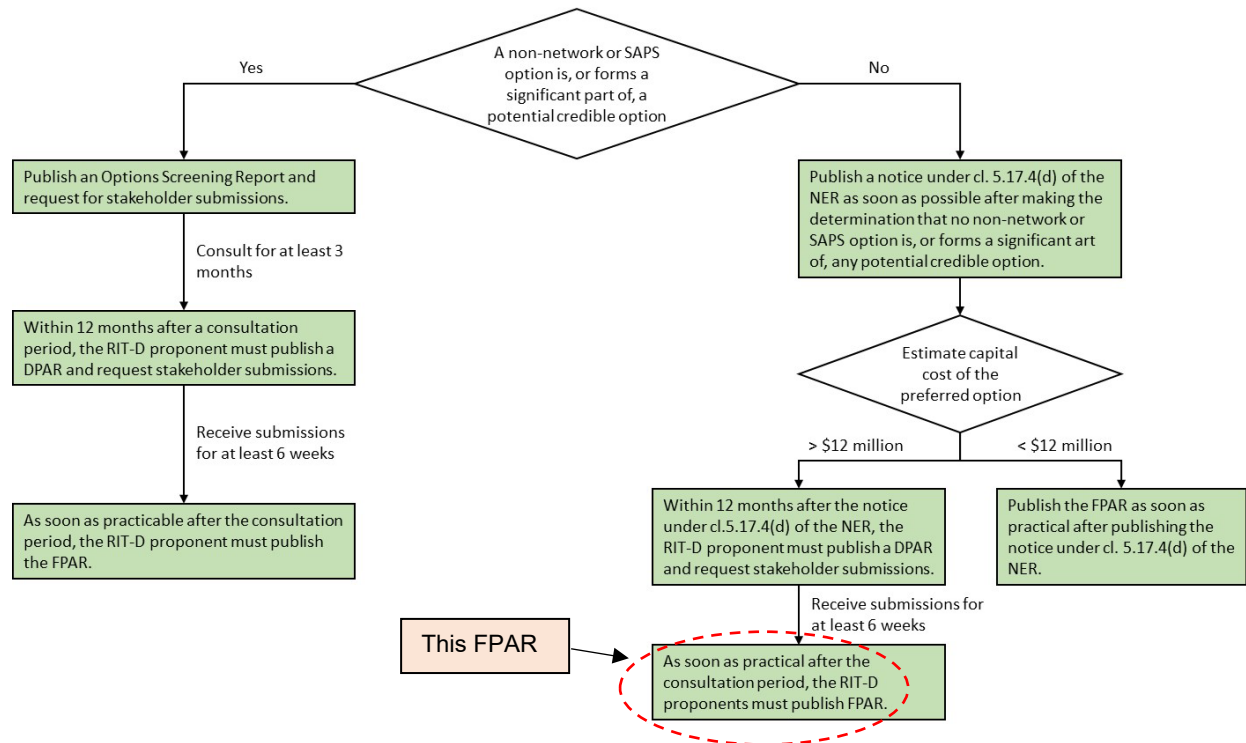 A non-network or SAPS
option is, or forms a
significant part of, a
potential credible option
Yes
No
Publish an Options Screening Report and
request for stakeholder submissions.
Consult for at least 3
months
Within 12 months after a consultation
period, the RIT-D proponent must publish a
DPAR and request stakeholder submissions.
Receive submissions
for at least 6 weeks
As soon as practicable after the consultation
period, the RIT-D proponent must publish
the FPAR.
Publish a notice under cl. 5.17.4(d) of the
NER as soon as possible after making the
determination that no non-network or
SAPS option is, or forms a significant art
of, any potential credible option.
Estimate capital
cost of the
preferred option
> $12 million
< $12 million
Within 12 months after the notice
under cl.5.17.4(d) of the NER, the
RIT-D proponent must publish a DPAR
and request stakeholder submissions.
Publish the FPAR as soon as
practical after publishing the
notice under cl. 5.17.4(d) of the
NER.
Receive submissions for
at least 6 weeks
This FPAR
As soon as practical after the
consultation period, the RIT-D
proponents must publish FPAR.